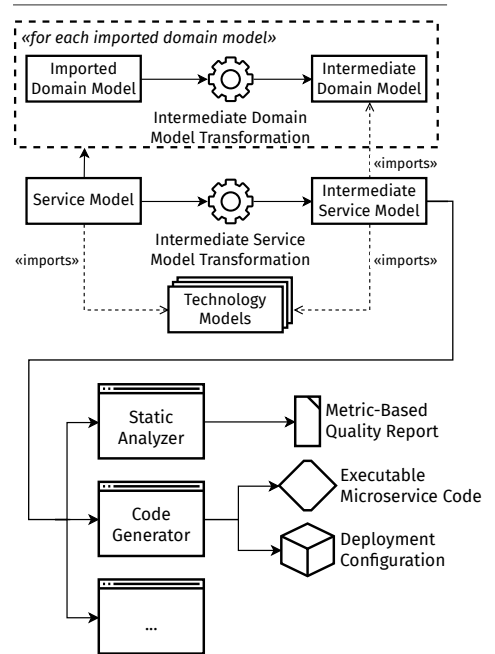 «for each imported domain model»
Imported
Domain Model
Intermediate
Domain Model
Intermediate Domain
Model Transformation
«imports»
Service Model
Intermediate
Service Model
Intermediate Service
Model Transformation
«imports»
«imports»
Technology
Models
Static
Analyzer
Metric-Based
Quality Report
Code
Generator
Executable
Microservice Code
Deployment
Configuration
...